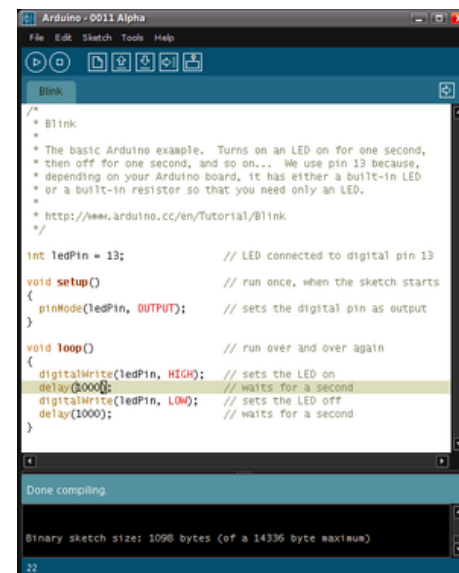 Arduino - 0011 Alpha
File Edit Sketch Tools Help
Blink
/*
 * Blink
 *
 * The basic Arduino example.  Turns on an LED on for one second,
 * then off for one second, and so on...  We use pin 13 because,
 * depending on your Arduino board, it has either a built-in LED
 * or a built-in resistor so that you need only an LED.
 *
 * http://www.arduino.cc/en/Tutorial/Blink
 */
int ledPin = 13;                // LED connected to digital pin 13
void setup()                    // run once, when the sketch starts
{
  pinMode(ledPin, OUTPUT);      // sets the digital pin as output
}
void loop()                     // run over and over again
{
  digitalWrite(ledPin, HIGH);   // sets the LED on
  delay(1000);                  // waits for a second
  digitalWrite(ledPin, LOW);    // sets the LED off
  delay(1000);                  // waits for a second
}
Done compiling.
Binary sketch size: 1098 bytes (of a 14336 byte maximum)
22